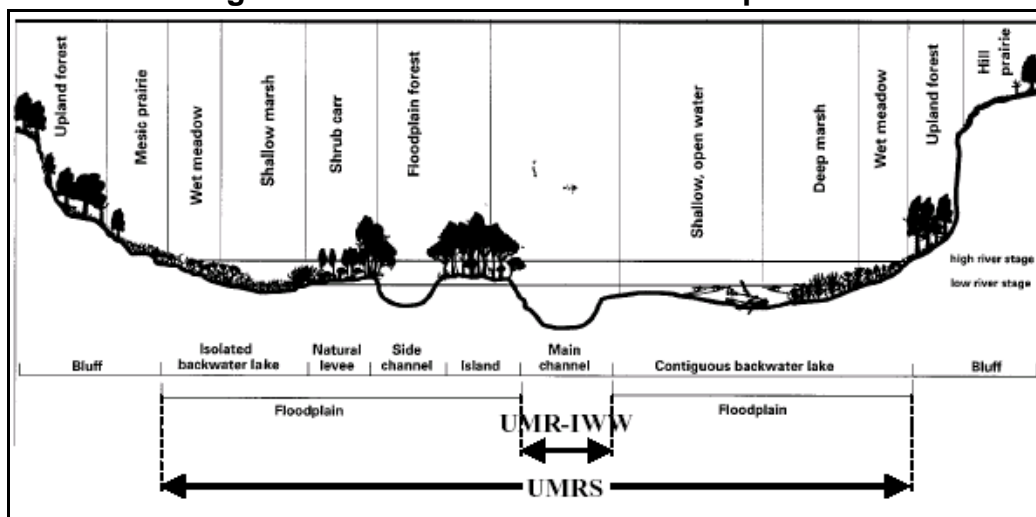 Upland forest
Mesic prairie
Wet meadow
Shallow marsh
Shrub carr
Floodplain forest
Shallow, open water
Deep marsh
Wet meadow
Upland forest
Hill
prairie
high river stage
low river stage
Bluff
Isolated
backwater lake
Natural
levee
Side
channel
Island
Main
channel
Contiguous backwater lake
Bluff
Floodplain
Floodplain
UMR-IWW
UMRS